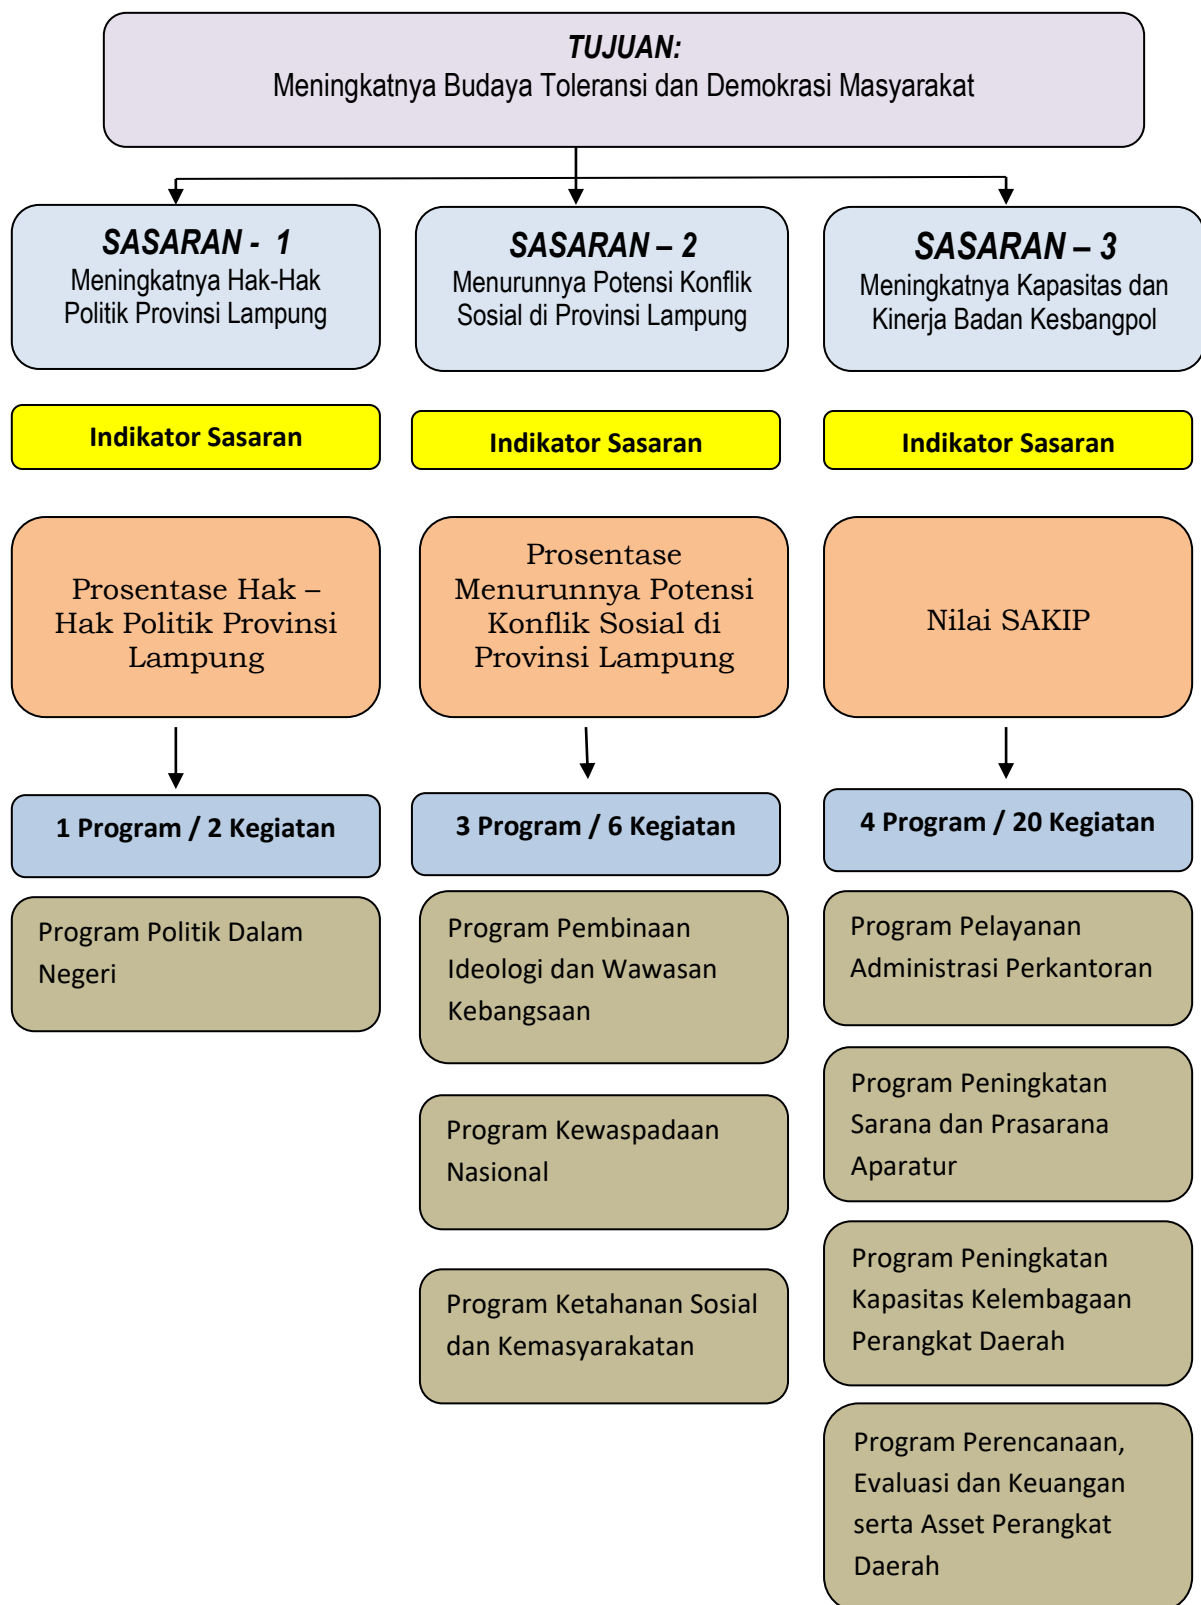 TUJUAN:
Meningkatnya Budaya Toleransi dan Demokrasi Masyarakat
SASARAN - 1
Meningkatnya Hak-Hak
Politik Provinsi Lampung
SASARAN – 2
Menurunnya Potensi Konflik
Sosial di Provinsi Lampung
SASARAN – 3
Meningkatnya Kapasitas dan
Kinerja Badan Kesbangpol
Indikator Sasaran
Indikator Sasaran
Indikator Sasaran
Prosentase Hak –
Hak Politik Provinsi
Lampung
Prosentase
Menurunnya Potensi
Konflik Sosial di
Provinsi Lampung
Nilai SAKIP
1 Program / 2 Kegiatan
3 Program / 6 Kegiatan
4 Program / 20 Kegiatan
Program Politik Dalam
Negeri
Program Pembinaan
Ideologi dan Wawasan
Kebangsaan
Program Kewaspadaan
Nasional
Program Ketahanan Sosial
dan Kemasyarakatan
Program Pelayanan
Administrasi Perkantoran
Program Peningkatan
Sarana dan Prasarana
Aparatur
Program Peningkatan
Kapasitas Kelembagaan
Perangkat Daerah
Program Perencanaan,
Evaluasi dan Keuangan
serta Asset Perangkat
Daerah